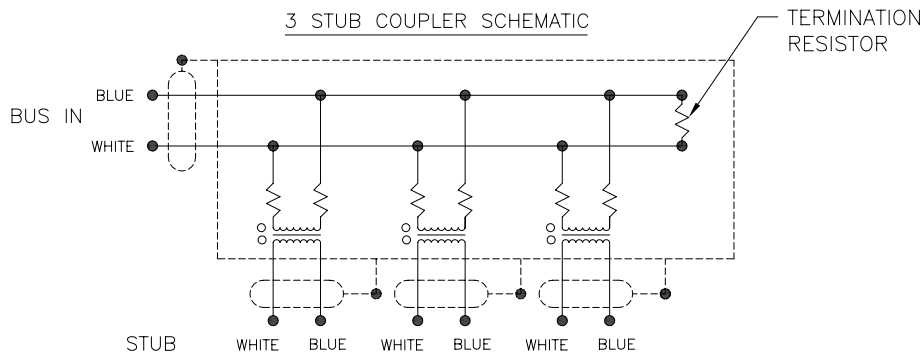 3 STUB COUPLER SCHEMATIC
TERMINATION
RESISTOR
BUS IN
BLUE
WHITE
STUB
WHITE BLUE WHITE BLUE WHITE BLUE